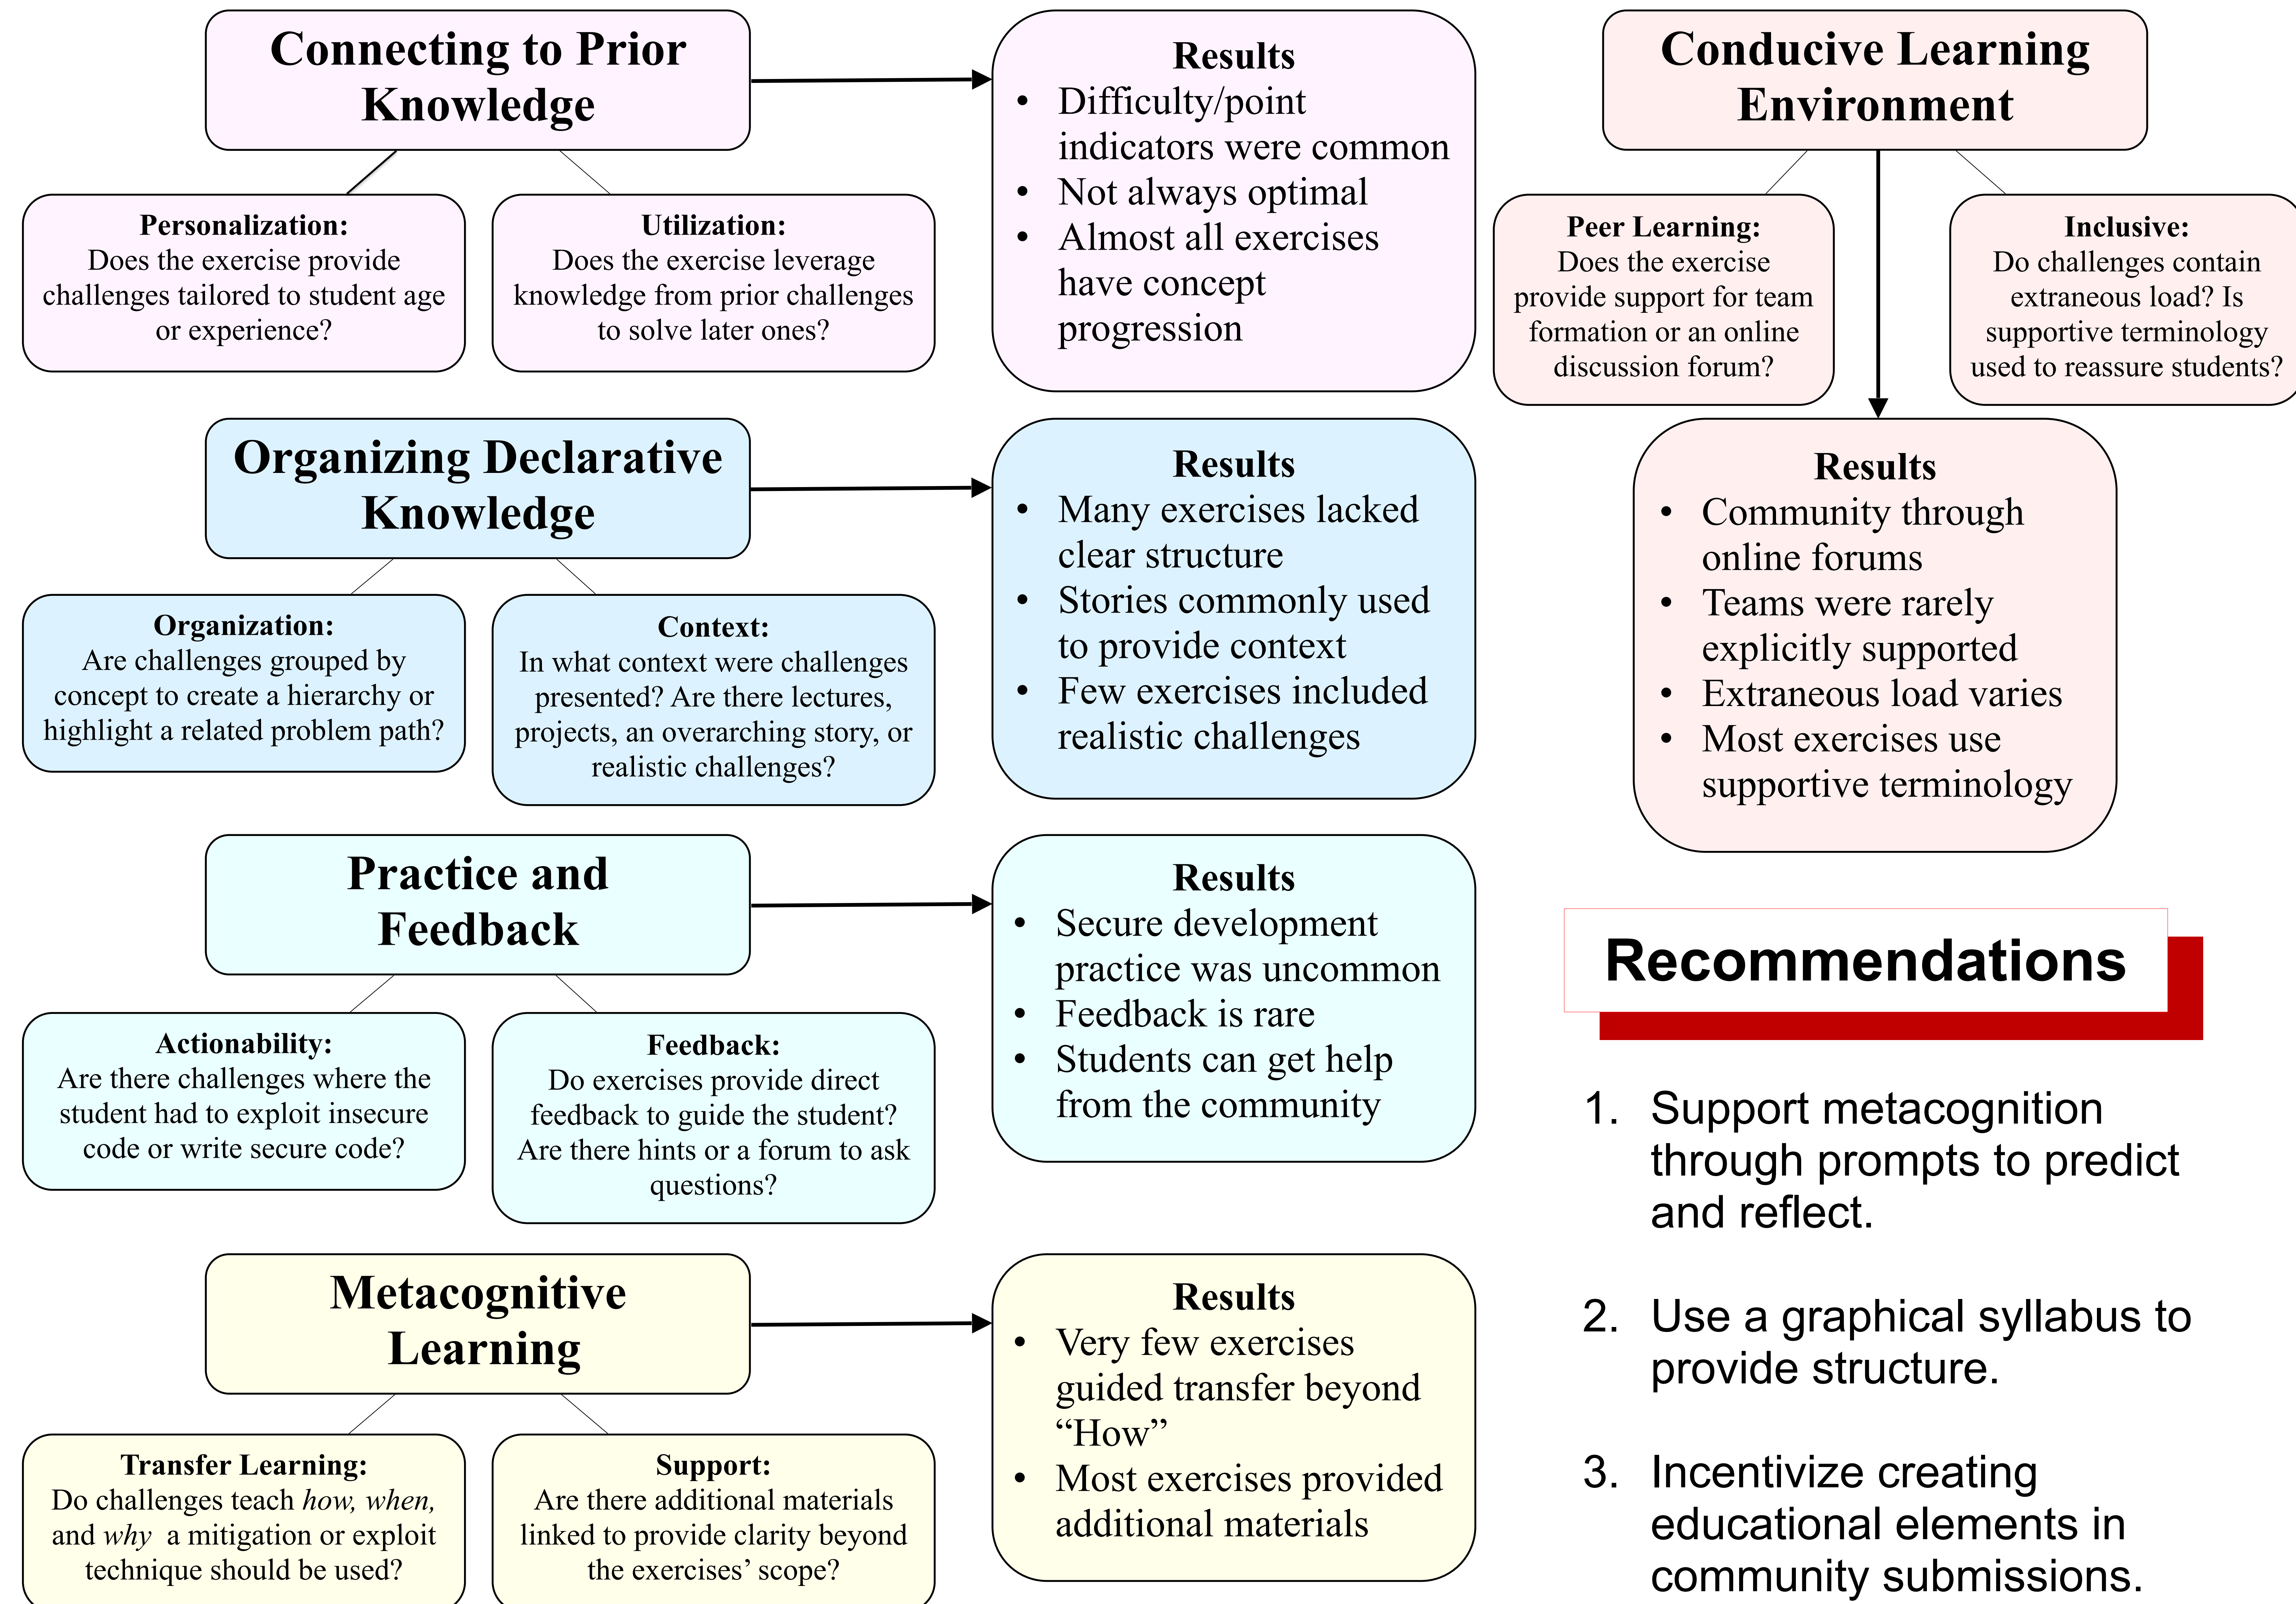 Connecting to Prior
Knowledge
Personalization:
Does the exercise provide
challenges tailored to student age
or experience?
Utilization:
Does the exercise leverage
knowledge from prior challenges
to solve later ones?
Results
• Difficulty/point
indicators were common
• Not always optimal
• Almost all exercises
have concept
progression
Organizing Declarative
Knowledge
Organization:
Are challenges grouped by
concept to create a hierarchy or
highlight a related problem path?
Context:
In what context were challenges
presented? Are there lectures,
projects, an overarching story, or
realistic challenges?
Results
• Many exercises lacked
clear structure
• Stories commonly used
to provide context
• Few exercises included
realistic challenges
Practice and
Feedback
Actionability:
Are there challenges where the
student had to exploit insecure
code or write secure code?
Feedback:
Do exercises provide direct
feedback to guide the student?
Are there hints or a forum to ask
questions?
Results
• Secure development
practice was uncommon
• Feedback is rare
• Students can get help
from the community
Metacognitive
Learning
Transfer Learning:
Do challenges teach how, when,
and why a mitigation or exploit
technique should be used?
Support:
Are there additional materials
linked to provide clarity beyond
the exercises’ scope?
Results
• Very few exercises
guided transfer beyond
“How”
• Most exercises provided
additional materials
Conducive Learning
Environment
Peer Learning:
Does the exercise
provide support for team
formation or an online
discussion forum?
Inclusive:
Do challenges contain
extraneous load? Is
supportive terminology
used to reassure students?
Results
• Community through
online forums
• Teams were rarely
explicitly supported
• Extraneous load varies
• Most exercises use
supportive terminology
Recommendations
1. Support metacognition
through prompts to predict
and reflect.
2. Use a graphical syllabus to
provide structure.
3. Incentivize creating
educational elements in
community submissions.